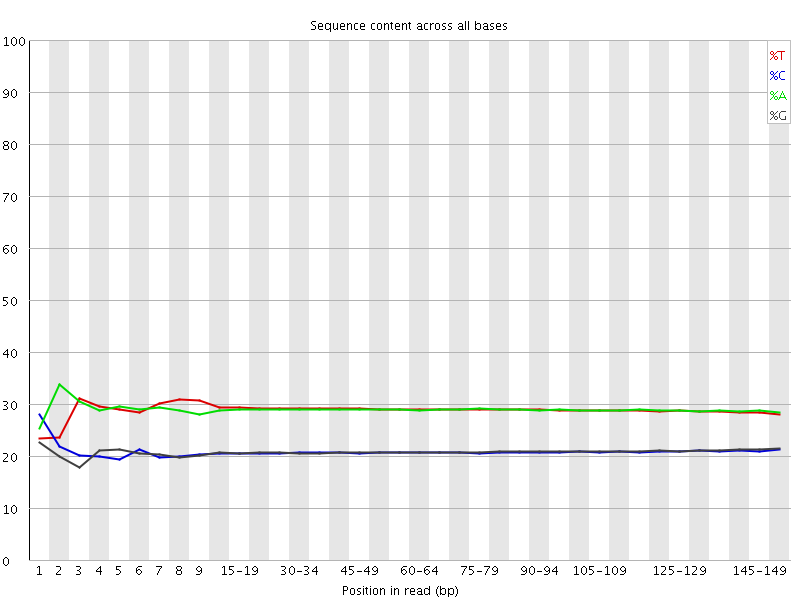 Sequence content across all bases
100
90
80
70
60
50
40
30
20
10
0
%T
%C
%A
%G
1 2 3 4 5 6 7 8 9 15-19 30-34 45-49 60-64 75-79 90-94 105-109 125-129 145-149
Position in read (bp)